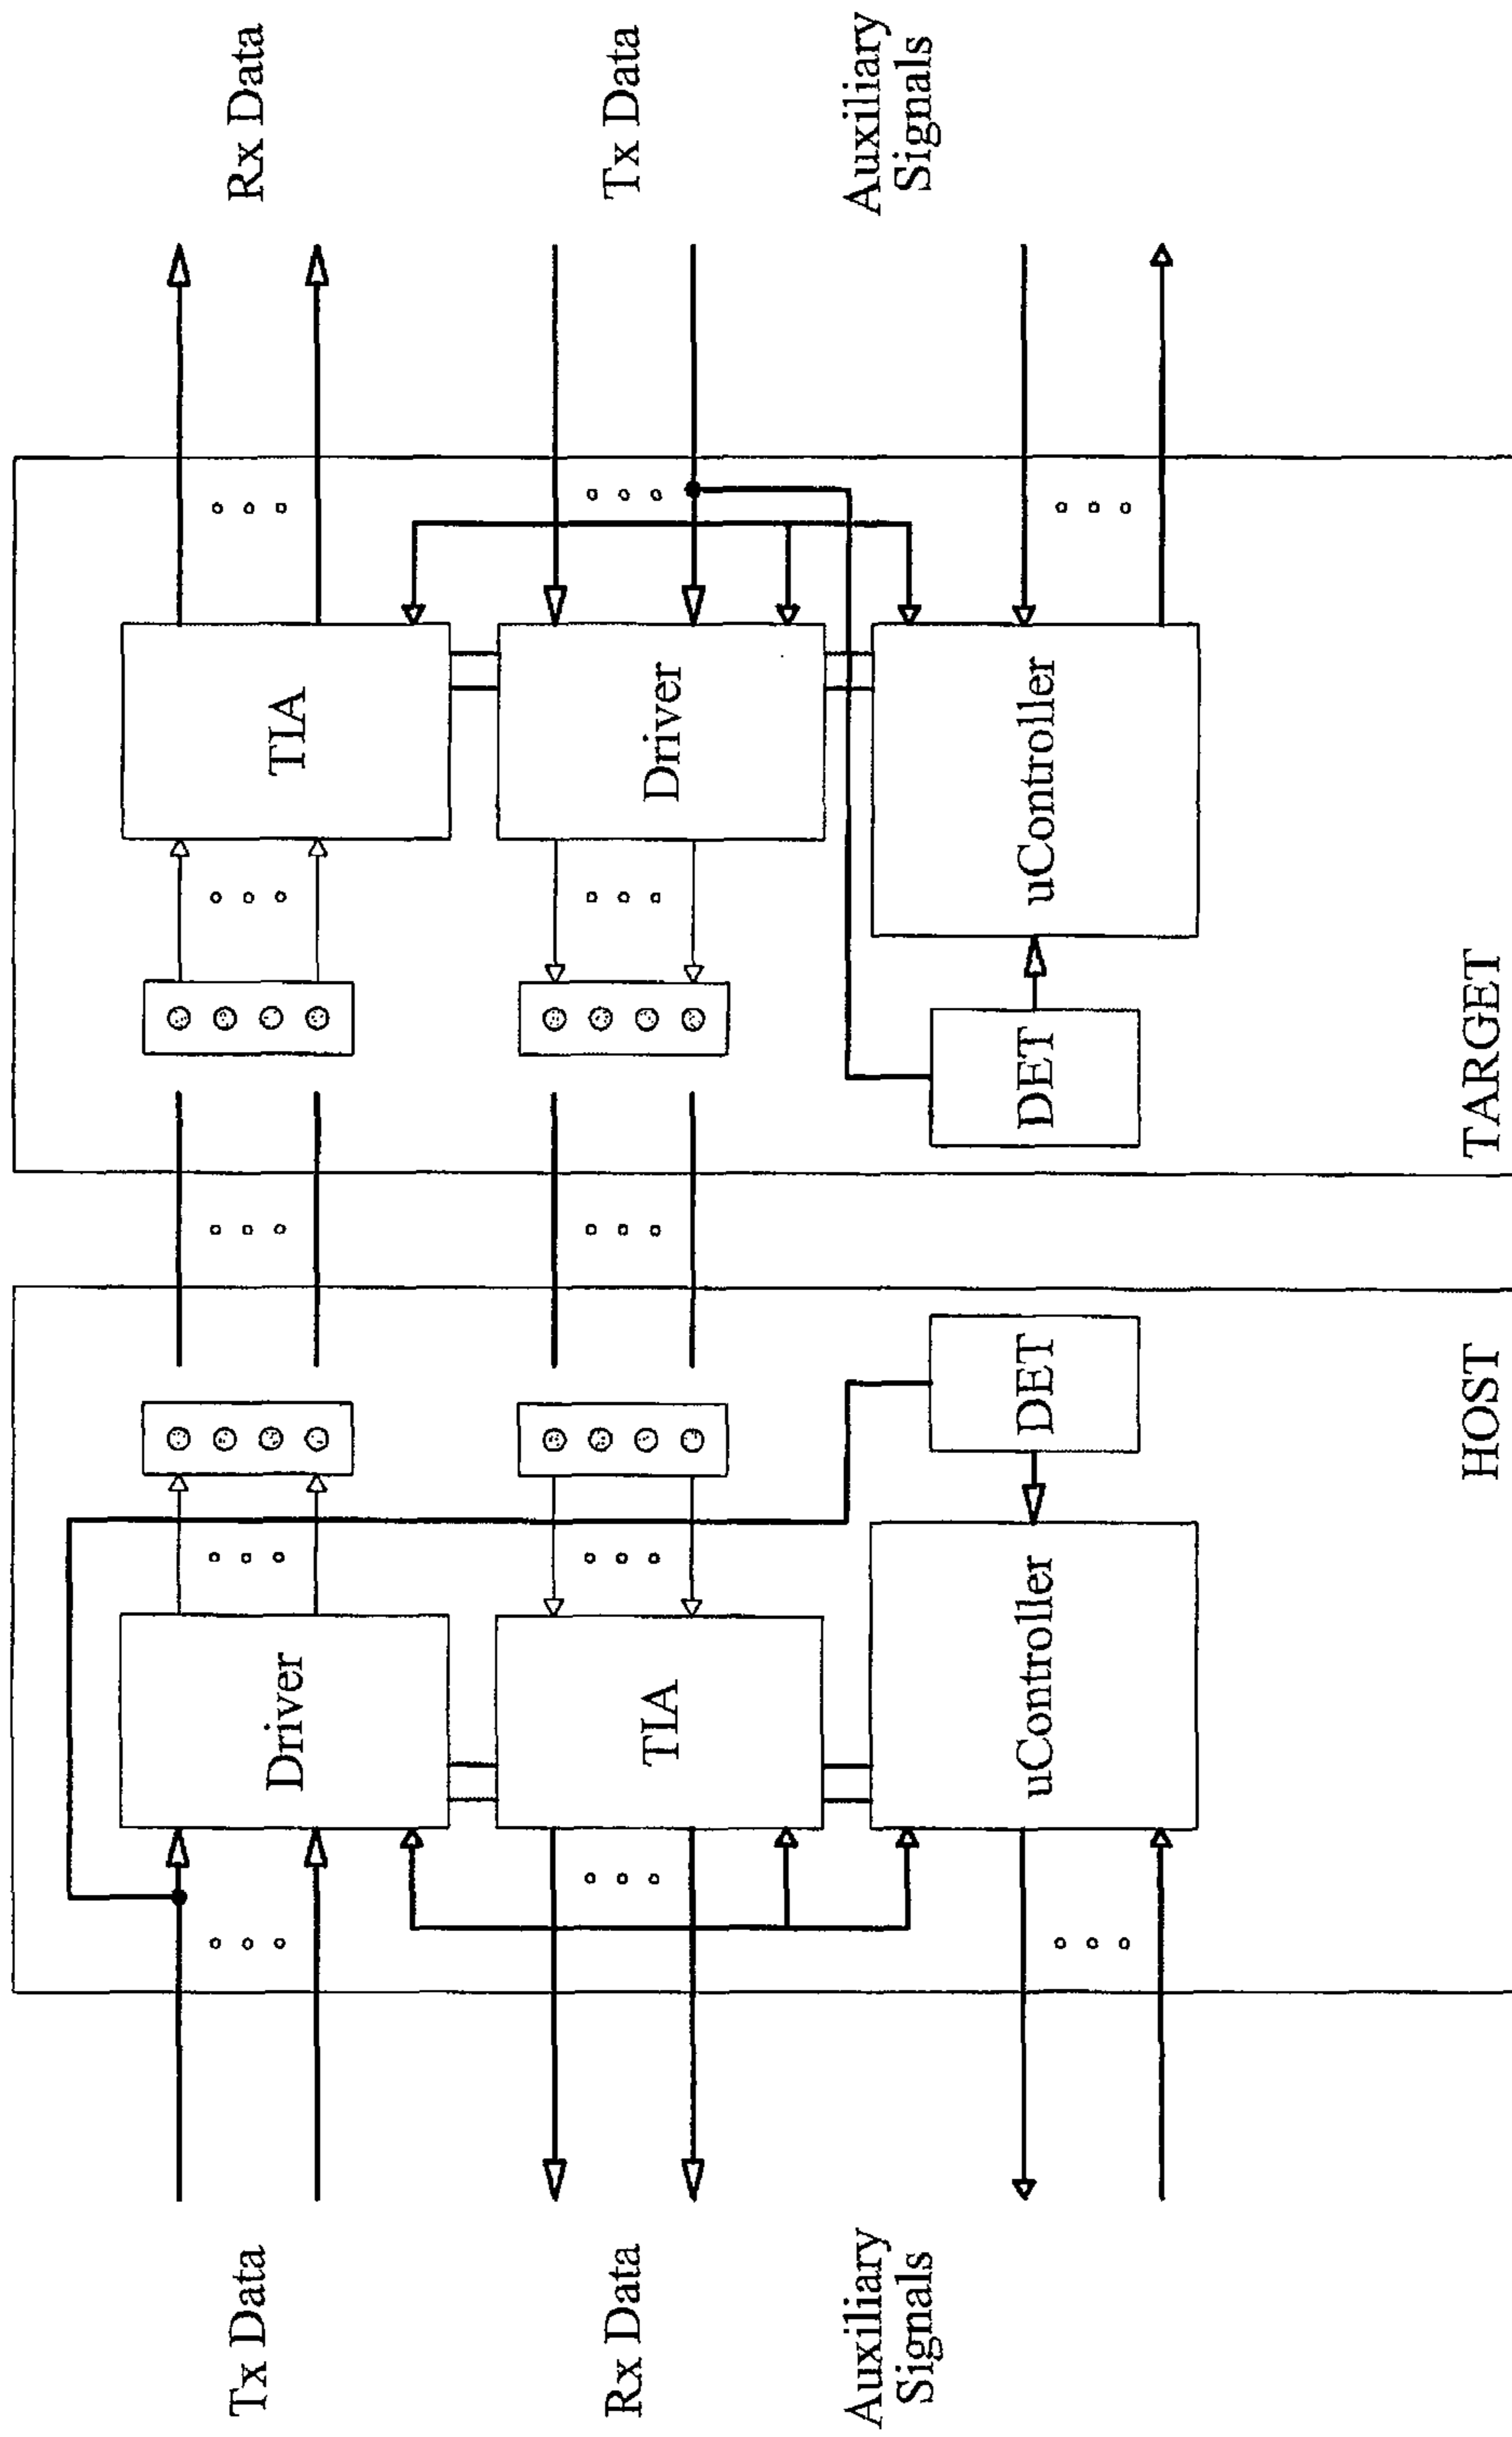 Tx Data
Rx Data
Auxiliary
Signals
Driver
TIA
uController
DET
HOST
TIA
Driver
uController
DET
TARGET
Rx Data
Tx Data
Auxiliary
Signals